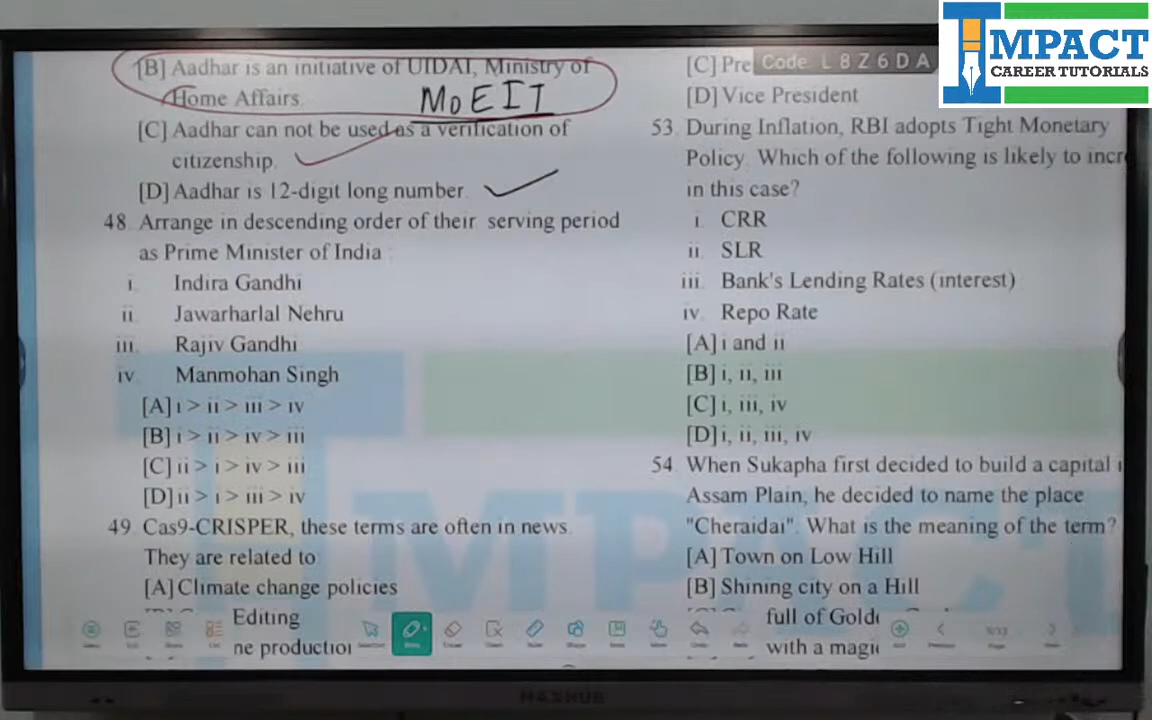 IMPACT
CAREER TUTORIALS
[B] Aadhar is an initiative of UIDAI, Ministry of
Home Affairs.
MoEIT
[C] Aadhar can not be used as a verification of
citizenship.
[D] Aadhar is 12-digit long number.
48. Arrange in descending order of their serving period
as Prime Minister of India :
i. Indira Gandhi
ii. Jawarharlal Nehru
iii. Rajiv Gandhi
iv. Manmohan Singh
[A] i > ii > iii > iv
[B] i > ii > iv > iii
[C] ii > i > iv > iii
[D] ii > i > iii > iv
49. Cas9-CRISPER, these terms are often in news.
They are related to
[A] Climate change policies
Editing
ne production
[C] Pre
Code L 8 Z 6 D A
[D] Vice President
53. During Inflation, RBI adopts Tight Monetary
Policy. Which of the following is likely to incr
in this case?
i. CRR
ii. SLR
iii. Bank's Lending Rates (interest)
iv. Repo Rate
[A] i and ii
[B] i, ii, iii
[C] i, iii, iv
[D] i, ii, iii, iv
54. When Sukapha first decided to build a capital i
Assam Plain, he decided to name the place
"Cheraidai". What is the meaning of the term?
[A] Town on Low Hill
[B] Shining city on a Hill
full of Gold
with a magi
MAXHUB